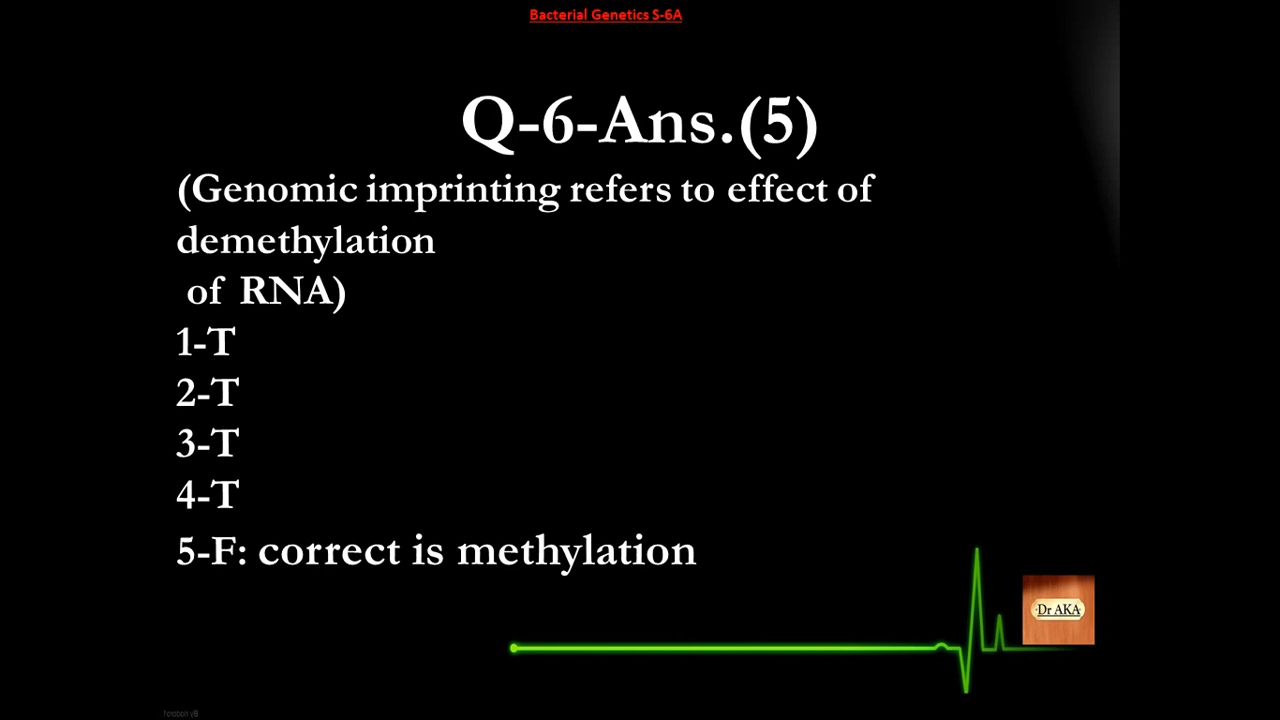 Bacterial Genetics S-6A
Q-6-Ans.(5)
(Genomic imprinting refers to effect of
demethylation
of RNA)
1-T
2-T
3-T
4-T
5-F: correct is methylation
Dr AKA